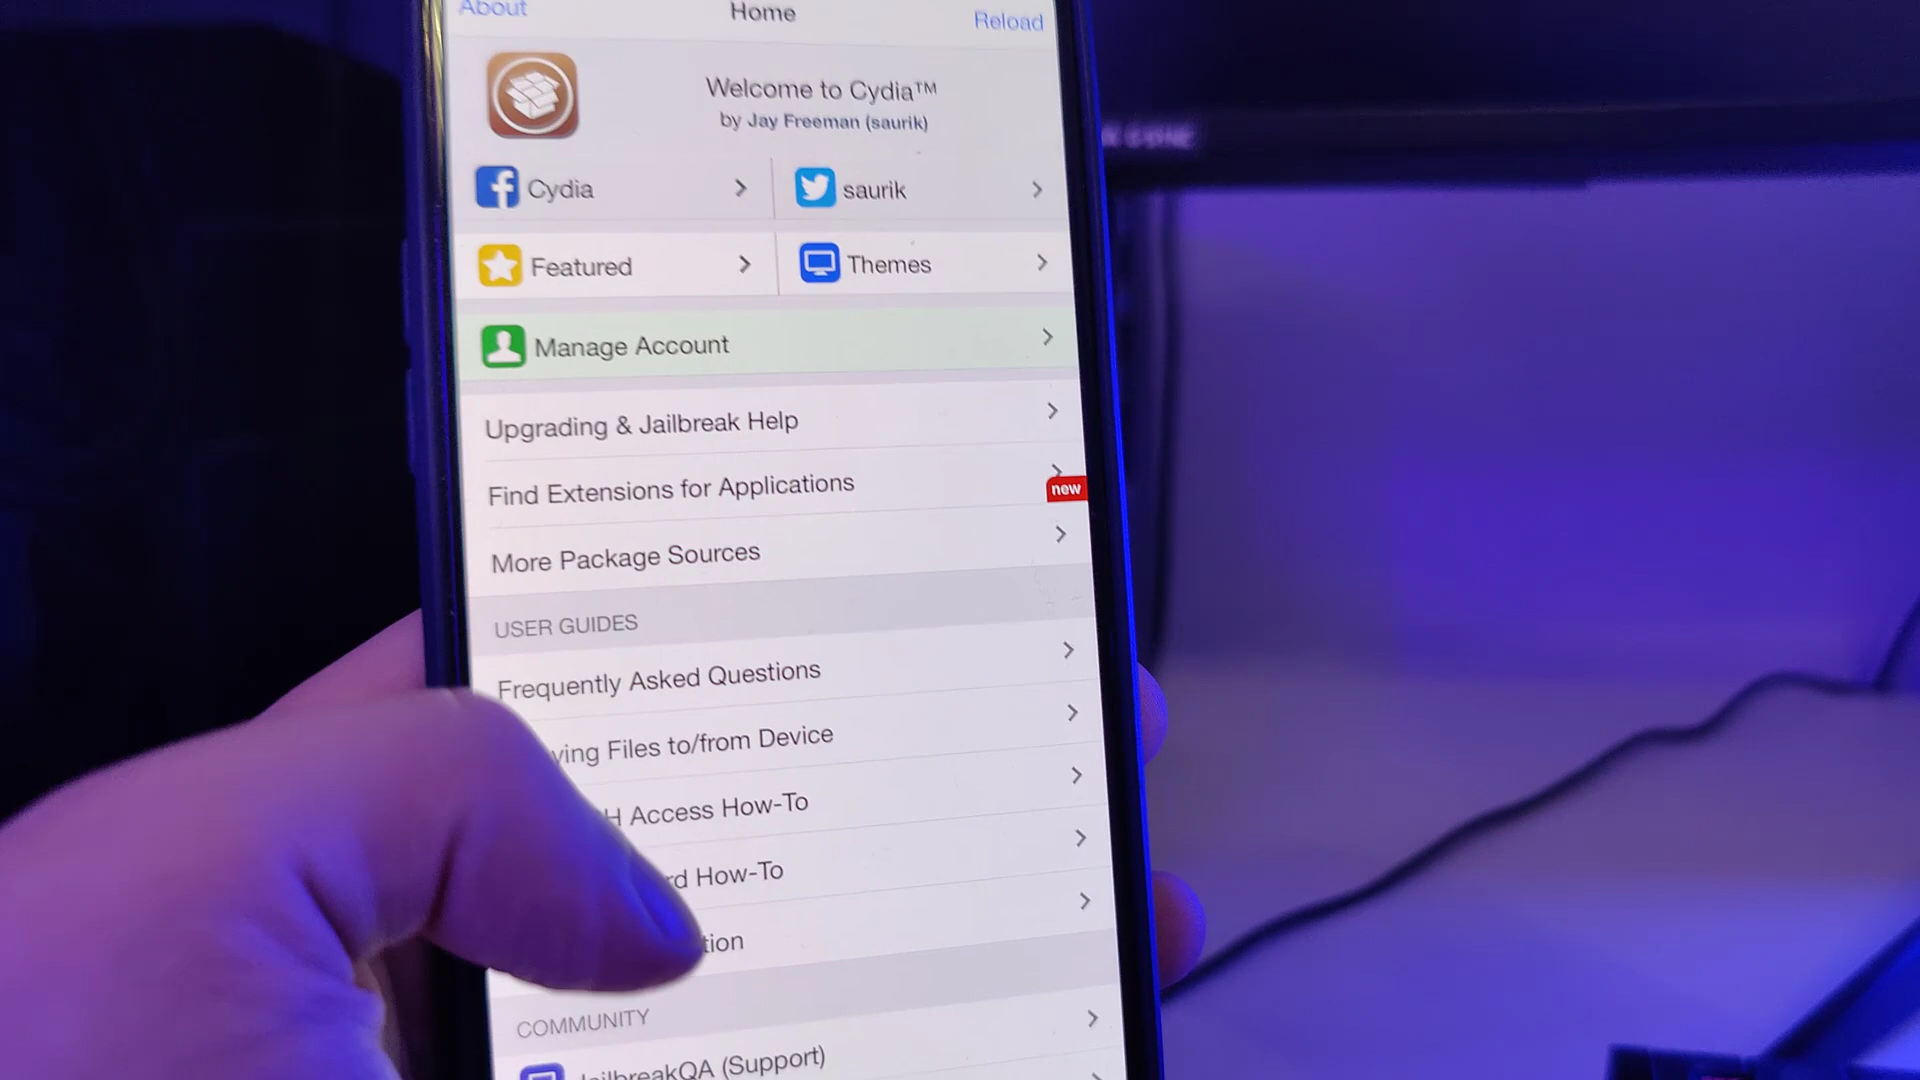 About
Home
Reload
Welcome to Cydia™
by Jay Freeman (saurik)
Cydia
saurik
Featured
Themes
Manage Account
Upgrading & Jailbreak Help
Find Extensions for Applications
new
More Package Sources
USER GUIDES
Frequently Asked Questions
ying Files to/from Device
H Access How-To
rd How-To
tion
COMMUNITY
JailbreakQA (Support)